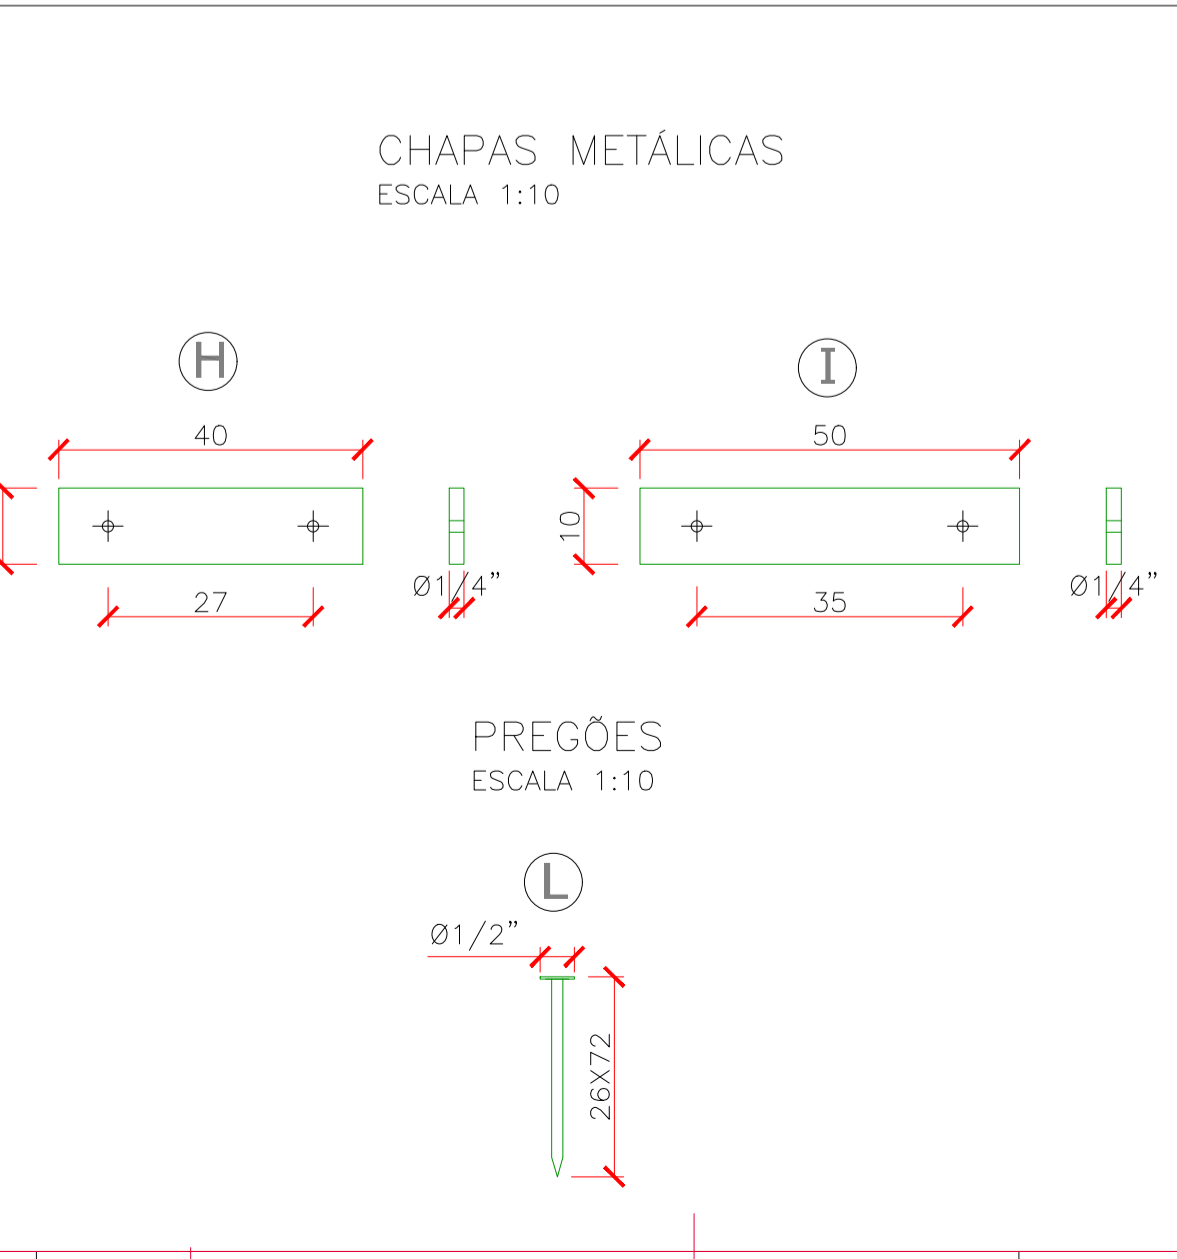 CHAPAS METÁLICAS
ESCALA 1:10
H
I
40
50
10
27
Ø1/4”
35
Ø1/4”
PREGÕES
ESCALA 1:10
L
Ø1/2”
26X72